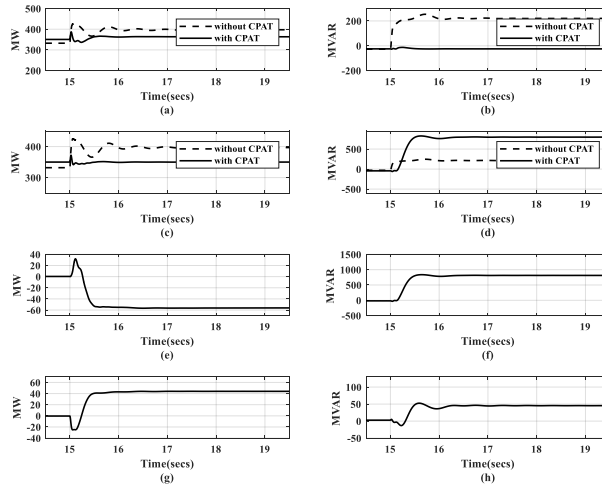 MW
400
300
200
without CPAT
with CPAT
15 16 17 18 19
Time(secs)
(a)
MVAR
200
0
-200
without CPAT
with CPAT
15 16 17 18 19
Time(secs)
(b)
MW
400
300
without CPAT
with CPAT
15 16 17 18 19
Time(secs)
(c)
MVAR
500
0
-500
without CPAT
with CPAT
15 16 17 18 19
Time(secs)
(d)
MW
40
20
0
-20
-40
-60
15 16 17 18 19
Time(secs)
(e)
MVAR
1500
1000
500
0
-500
15 16 17 18 19
Time(secs)
(f)
MW
60
40
20
0
-20
-40
15 16 17 18 19
Time(secs)
(g)
MVAR
100
50
0
-50
15 16 17 18 19
Time(secs)
(h)